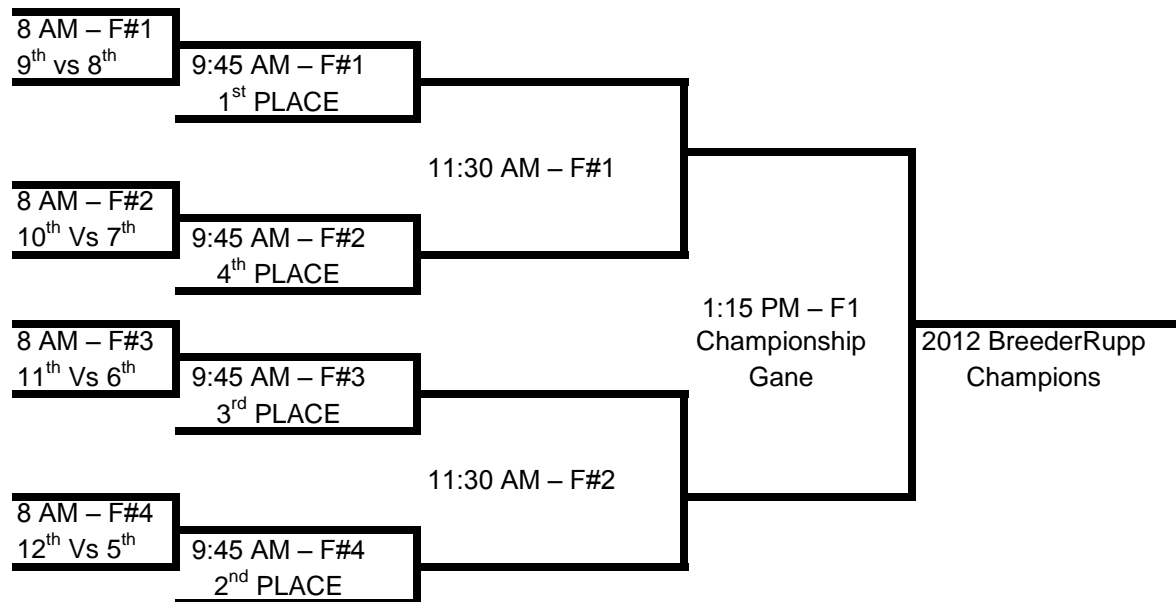 8 AM – F#1
9th vs 8th
9:45 AM – F#1
1st PLACE
11:30 AM – F#1
8 AM – F#2
10th Vs 7th
9:45 AM – F#2
4th PLACE
1:15 PM – F1
Championship
Gane
2012 BreederRupp
Champions
8 AM – F#3
11th Vs 6th
9:45 AM – F#3
3rd PLACE
11:30 AM – F#2
8 AM – F#4
12th Vs 5th
9:45 AM – F#4
2nd PLACE